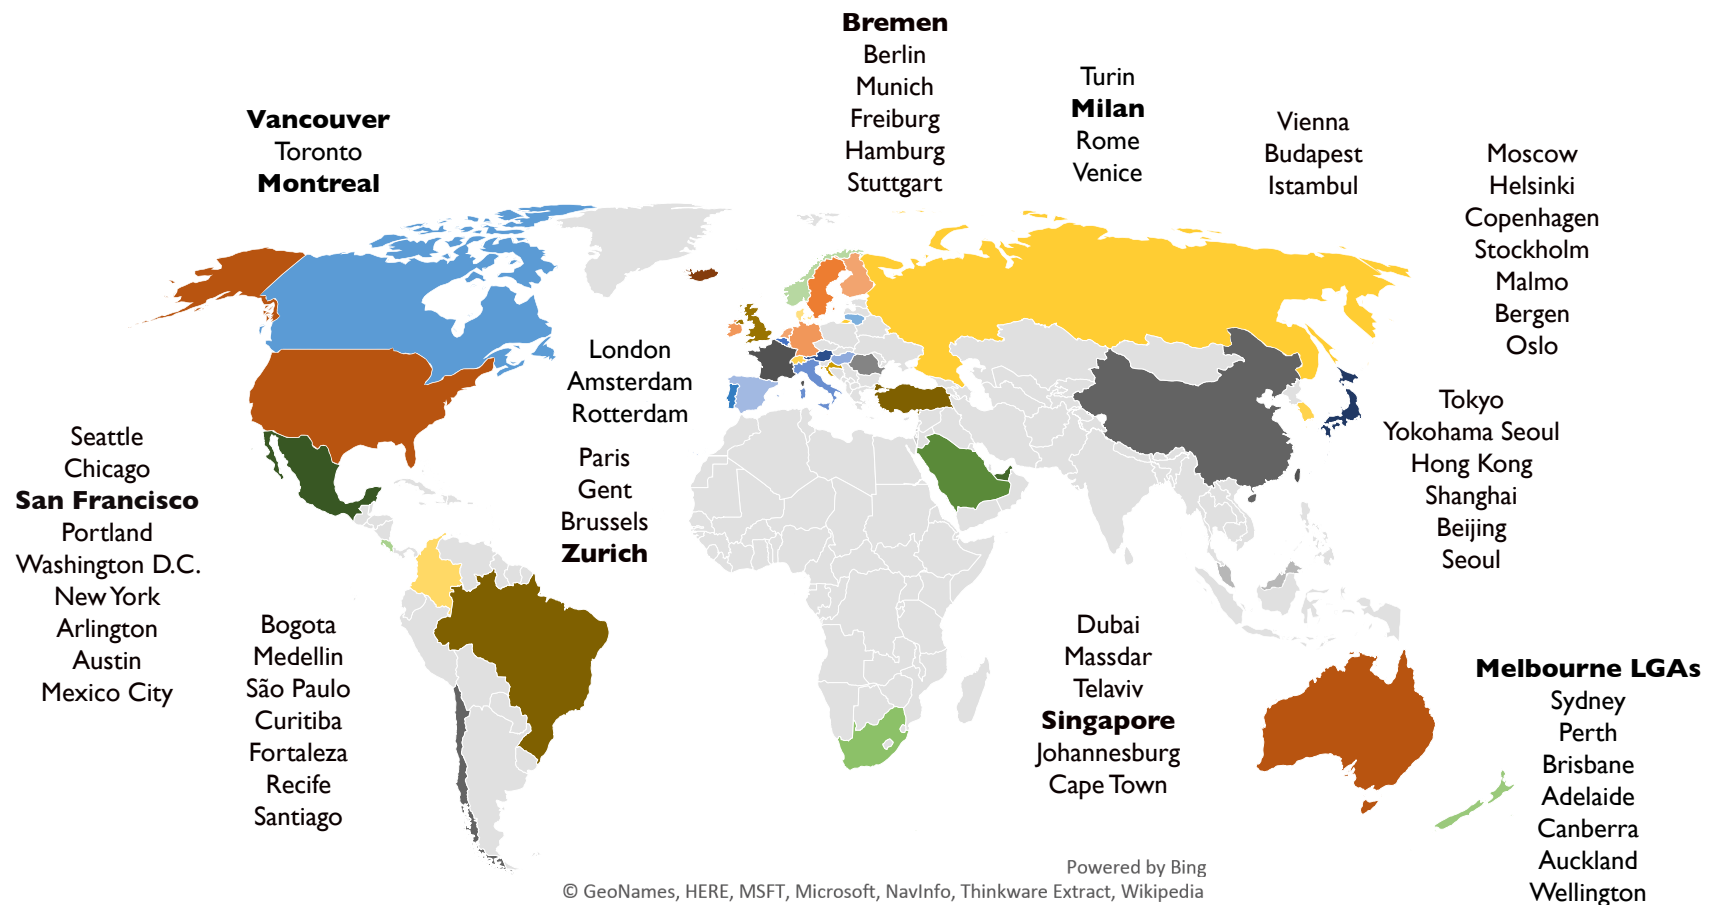 Vancouver
Toronto
Montreal
Bremen
Berlin
Munich
Freiburg
Hamburg
Stuttgart
Turin
Milan
Rome
Venice
Vienna
Budapest
Istambul
Moscow
Helsinki
Copenhagen
Stockholm
Malmo
Bergen
Oslo
London
Amsterdam
Rotterdam
Paris
Gent
Brussels
Zurich
Seattle
Chicago
San Francisco
Portland
Washington D.C.
New York
Arlington
Austin
Mexico City
Tokyo
Yokohama Seoul
Hong Kong
Shanghai
Beijing
Seoul
Bogota
Medellin
São Paulo
Curitiba
Fortaleza
Recife
Santiago
Dubai
Massdar
Telaviv
Singapore
Johannesburg
Cape Town
Melbourne LGAs
Sydney
Perth
Brisbane
Adelaide
Canberra
Auckland
Wellington
Powered by Bing
© GeoNames, HERE, MSFT, Microsoft, NavInfo, Thinkware Extract, Wikipedia